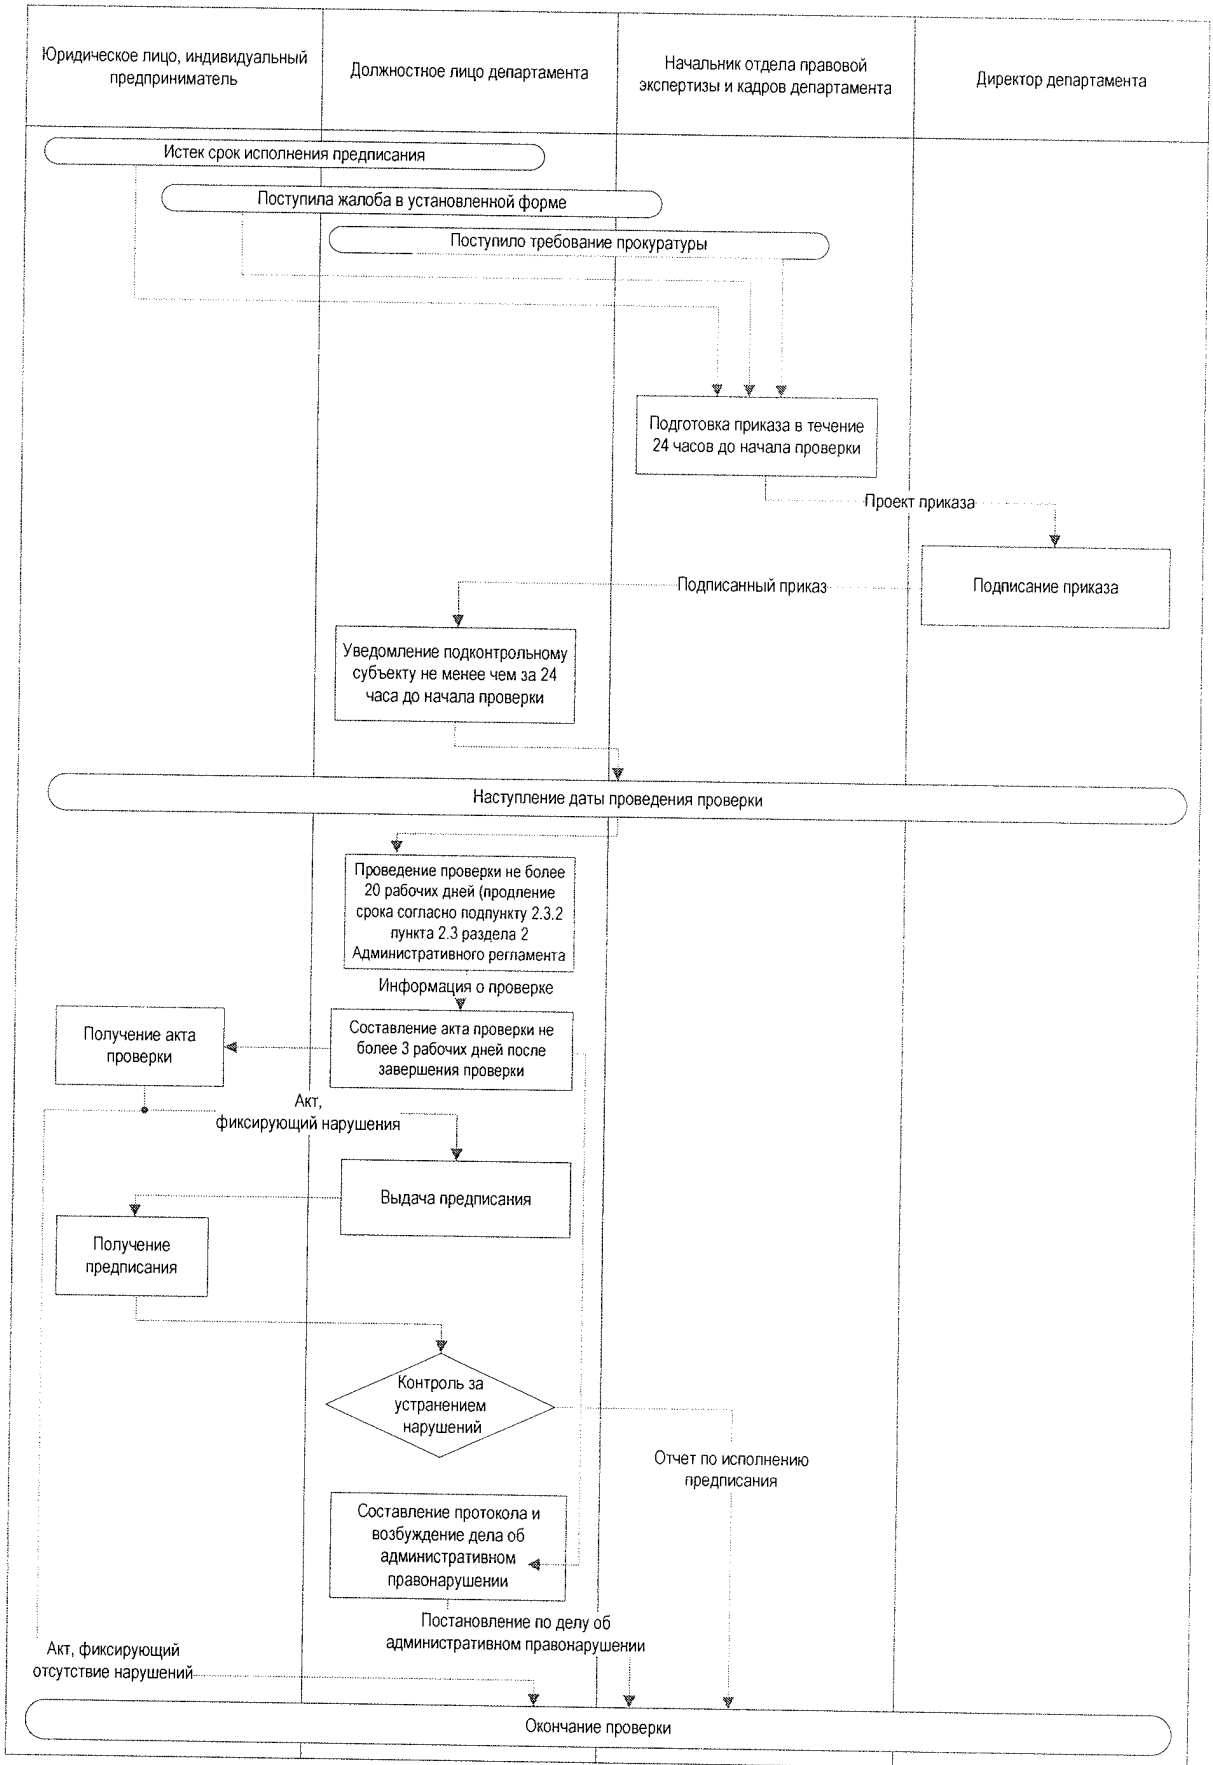 Юридическое лицо, индивидуальный
предприниматель
Должностное лицо департамента
Начальник отдела правовой
экспертизы и кадров департамента
Директор департамента
Истек срок исполнения предписания
Поступила жалоба в установленной форме
Поступило требование прокуратуры
Подготовка приказа в течение
24 часов до начала проверки
Проект приказа
Подписание приказа
Подписанный приказ
Уведомление подконтрольному
субъекту не менее чем за 24
часа до начала проверки
Наступление даты проведения проверки
Проведение проверки не более
20 рабочих дней (продление
срока согласно подпункту 2.3.2
пункта 2.3 раздела 2
Административного регламента
Информация о проверке
Получение акта
проверки
Составление акта проверки не
более 3 рабочих дней после
завершения проверки
Акт,
фиксирующий нарушения
Выдача предписания
Получение
предписания
Контроль за
устранением
нарушений
Отчет по исполнению
предписания
Составление протокола и
возбуждение дела об
административном
правонарушении
Постановление по делу об
административном правонарушении
Акт, фиксирующий
отсутствие нарушений
Окончание проверки